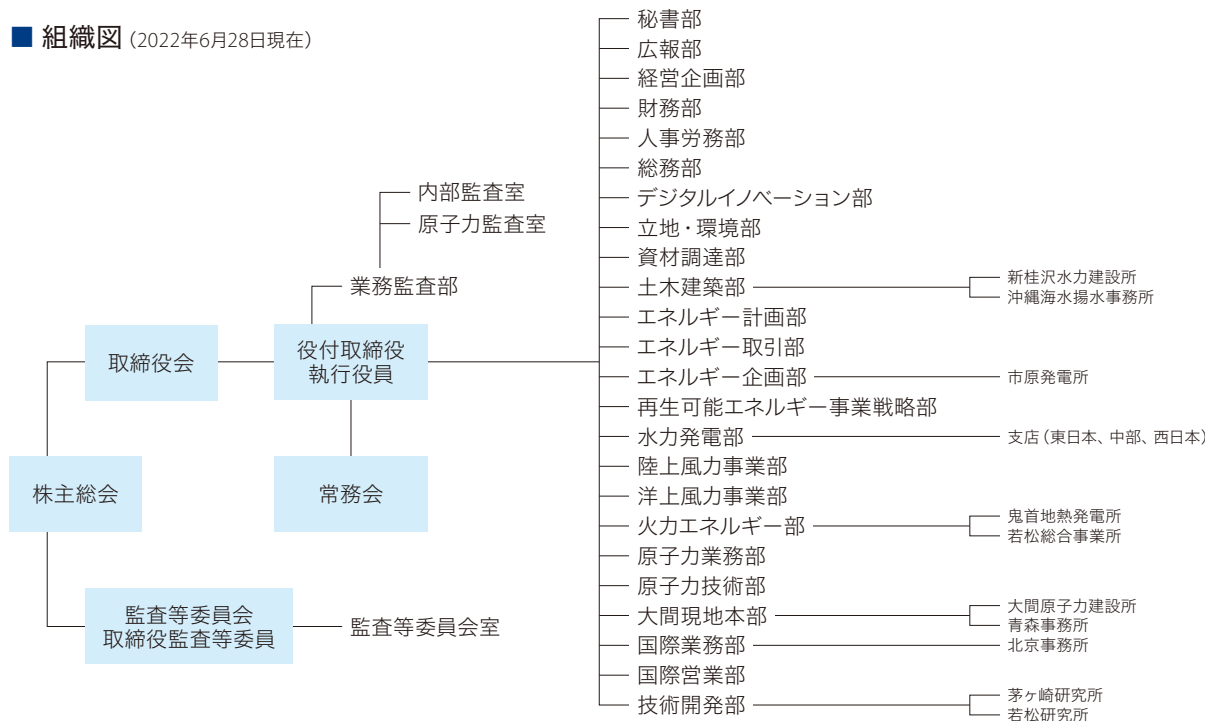 ■ 組織図 (2022年6月28日現在)
株主総会
取締役会
監査等委員会
取締役監査等委員
監査等委員会室
役付取締役
執行役員
常務会
業務監査部
内部監査室
原子力監査室
秘書部
広報部
経営企画部
財務部
人事労務部
総務部
デジタルイノベーション部
立地・環境部
資材調達部
土木建築部
新桂沢水力建設所
沖縄海水揚水事務所
エネルギー計画部
エネルギー取引部
エネルギー企画部
市原発電所
再生可能エネルギー事業戦略部
水力発電部
支店(東日本、中部、西日本)
陸上風力事業部
洋上風力事業部
火力エネルギー部
鬼首地熱発電所
若松総合事業所
原子力業務部
原子力技術部
大間現地本部
大間原子力建設所
青森事務所
国際業務部
北京事務所
国際営業部
技術開発部
茅ヶ崎研究所
若松研究所